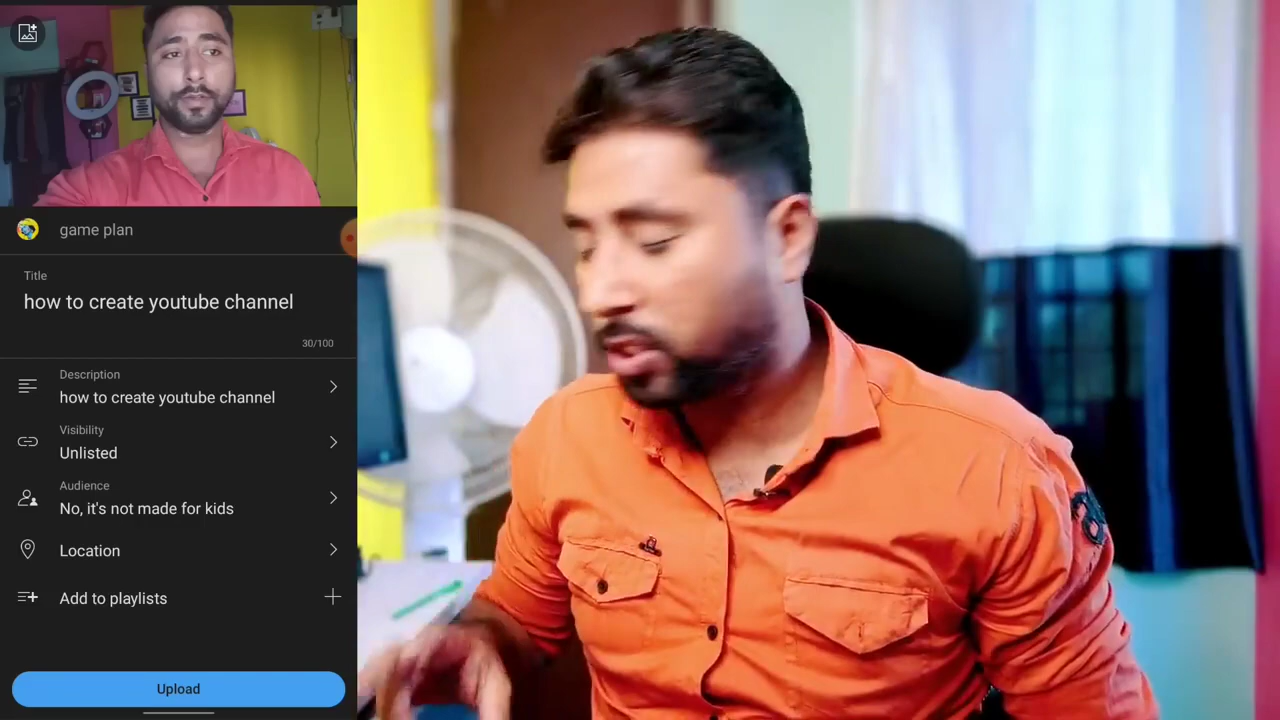 game plan
Title
how to create youtube channel
30/100
Description
how to create youtube channel
Visibility
Unlisted
Audience
No, it's not made for kids
Location
Add to playlists
Upload